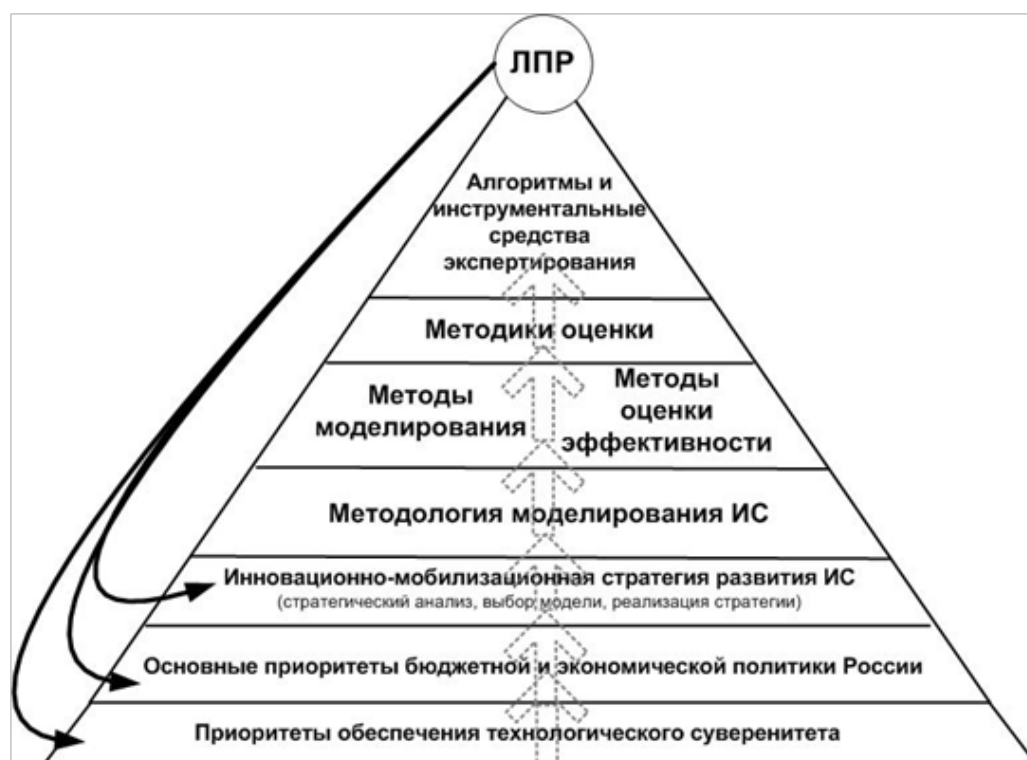 ЛПР
Алгоритмы и
инструментальные
средства
экспертирования
Методики оценки
Методы
моделирования
Методы
оценки
эффективности
Методология моделирования ИС
Инновационно-мобилизационная стратегия развития ИС
(стратегический анализ, выбор модели, реализация стратегии)
Основные приоритеты бюджетной и экономической политики России
Приоритеты обеспечения технологического суверенитета